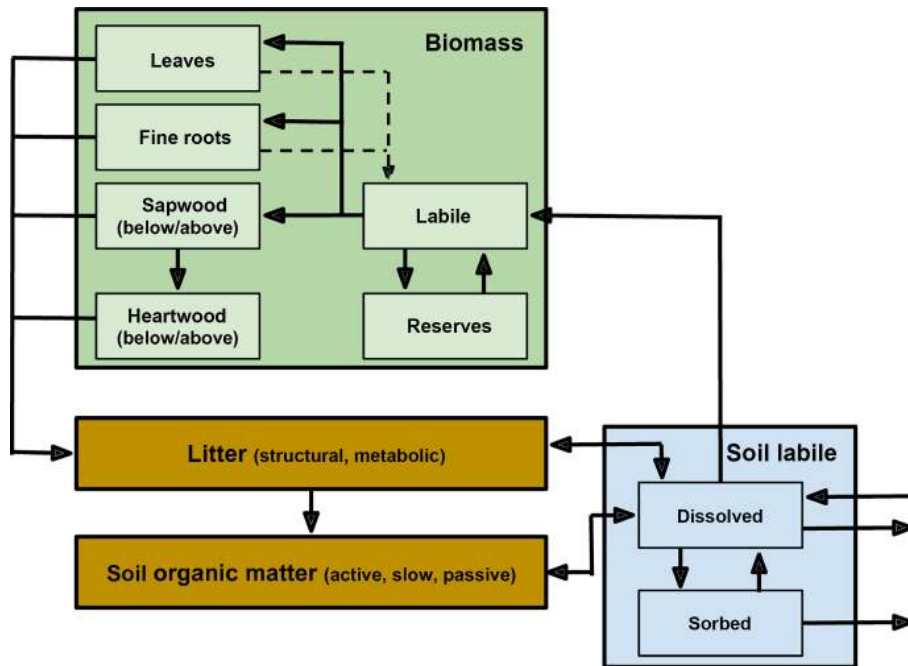 Biomass
Leaves
Fine roots
Sapwood
(below/above)
Labile
Heartwood
(below/above)
Reserves
Litter (structural, metabolic)
Soil labile
Dissolved
Soil organic matter (active, slow, passive)
Sorbed